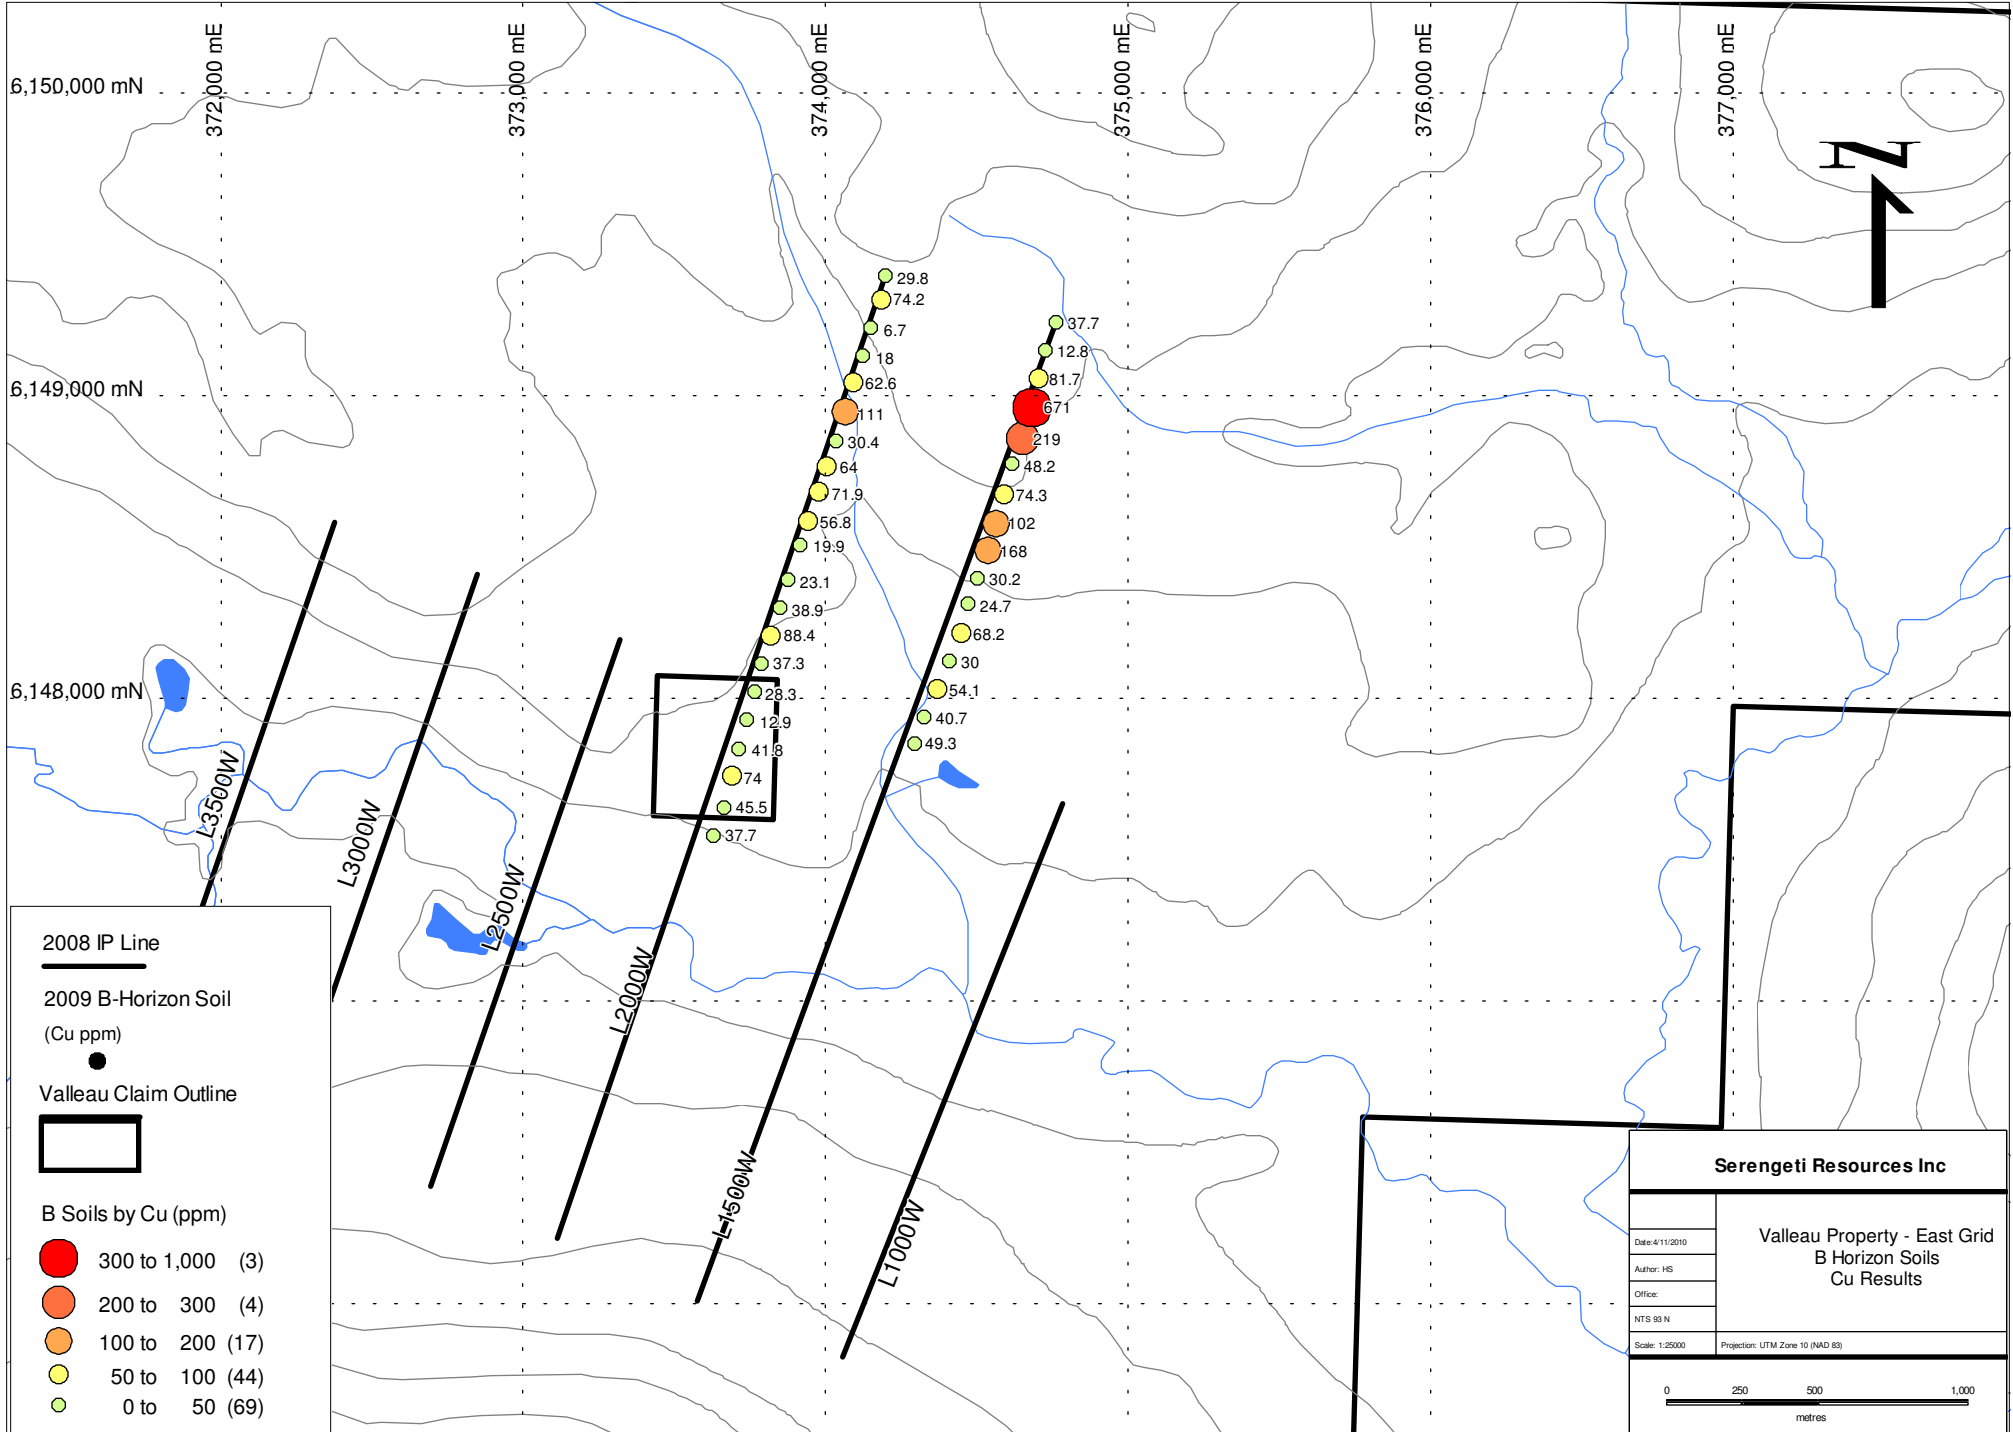 372,000 mE
373,000 mE
374,000 mE
375,000 mE
376,000 mE
377,000 mE
6,150,000 mN
6,149,000 mN
6,148,000 mN
N
29.8
74.2
6.7
18
62.6
111
30.4
64
71.9
56.8
19.9
23.1
38.9
88.4
37.3
28.3
12.9
41.8
74
45.5
37.7
37.7
12.8
81.7
671
219
48.2
74.3
102
168
30.2
24.7
68.2
30
54.1
40.7
49.3
L3500W
L3000W
L2500W
L2000W
L1500W
L1000W
2008 IP Line
2009 B-Horizon Soil
(Cu ppm)
Valleau Claim Outline
B Soils by Cu (ppm)
300 to 1,000 (3)
200 to 300 (4)
100 to 200 (17)
50 to 100 (44)
0 to 50 (69)
Serengeti Resources Inc
Valleau Property - East Grid
B Horizon Soils
Cu Results
Date:4/11/2010
Author: HS
Office:
NTS 93 N
Scale: 1:25000
Projection: UTM Zone 10 (NAD 83)
0 250 500 1,000
metres